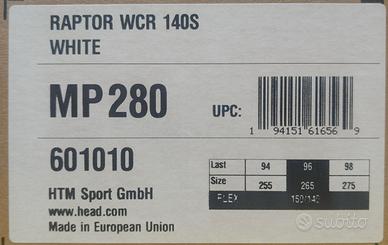 RAPTOR WCR 140S
WHITE
MP 280
UPC:
1 94151 61656 9
601010
HTM Sport GmbH
www.head.com
Made in European Union
Last 94 96 98
Size 255 265 275
FLEX 150/140
subito